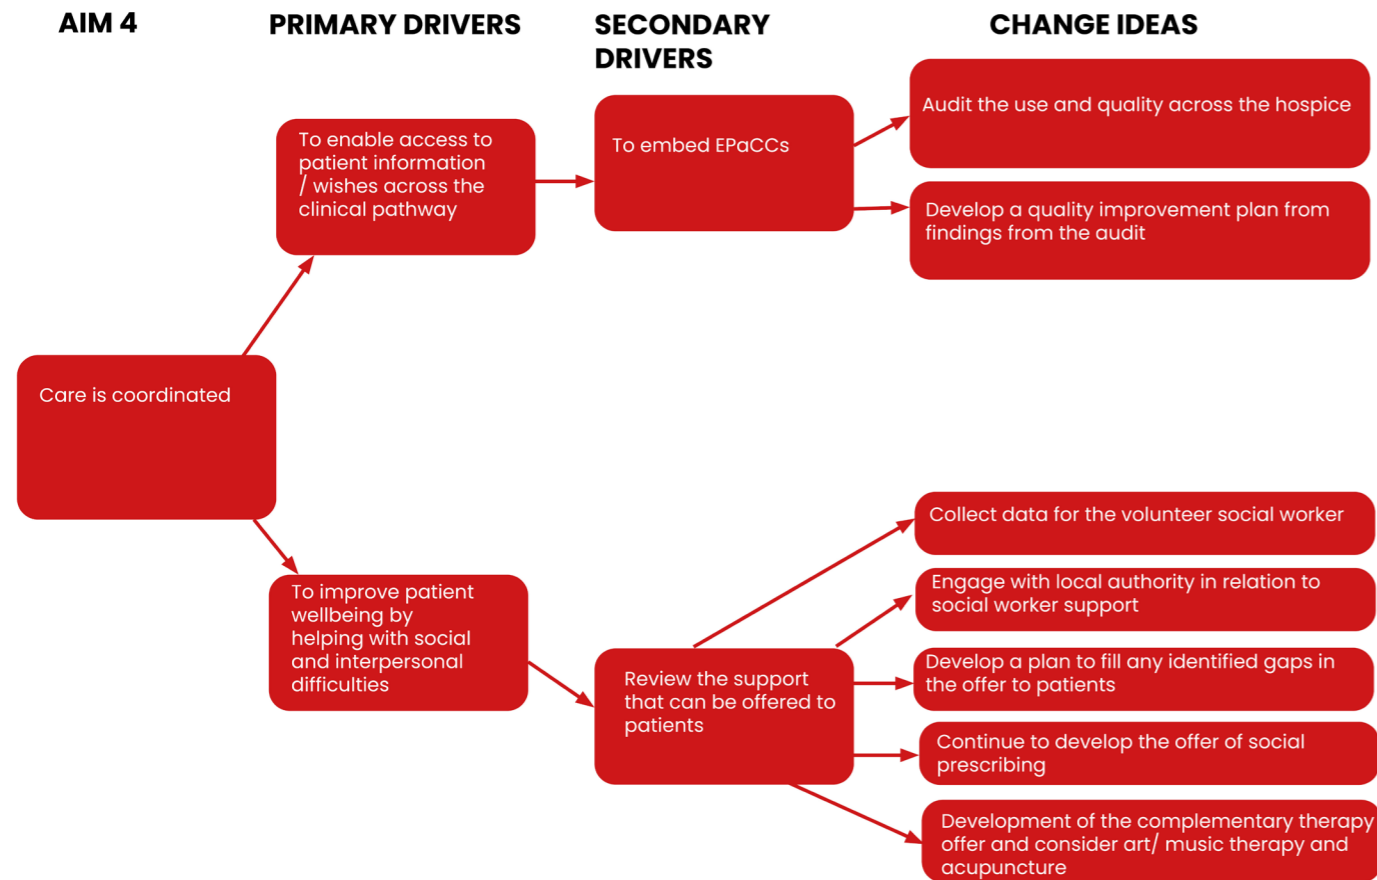 AIM 4
PRIMARY DRIVERS
SECONDARY
DRIVERS
CHANGE IDEAS
Care is coordinated
To enable access to
patient information
/ wishes across the
clinical pathway
To embed EPaCCs
Audit the use and quality across the hospice
Develop a quality improvement plan from
findings from the audit
To improve patient
wellbeing by
helping with social
and interpersonal
difficulties
Review the support
that can be offered to
patients
Collect data for the volunteer social worker
Engage with local authority in relation to
social worker support
Develop a plan to fill any identified gaps in
the offer to patients
Continue to develop the offer of social
prescribing
Development of the complementary therapy
offer and consider art/ music therapy and
acupuncture